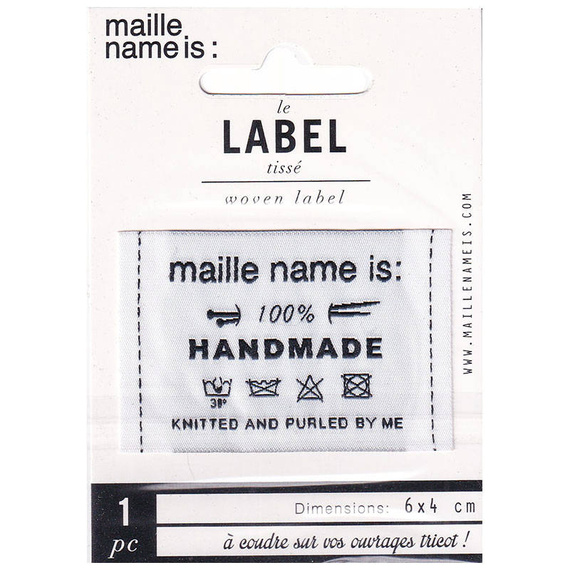 maille
name is :
le
LABEL
tissé
woven label
WWW.MAILLENAMEIS.COM
maille name is:
100%
HANDMADE
30°
KNITTED AND PURLED BY ME
1
pc
Dimensions: 6x4 cm
à coudre sur vos ouvrages tricot !